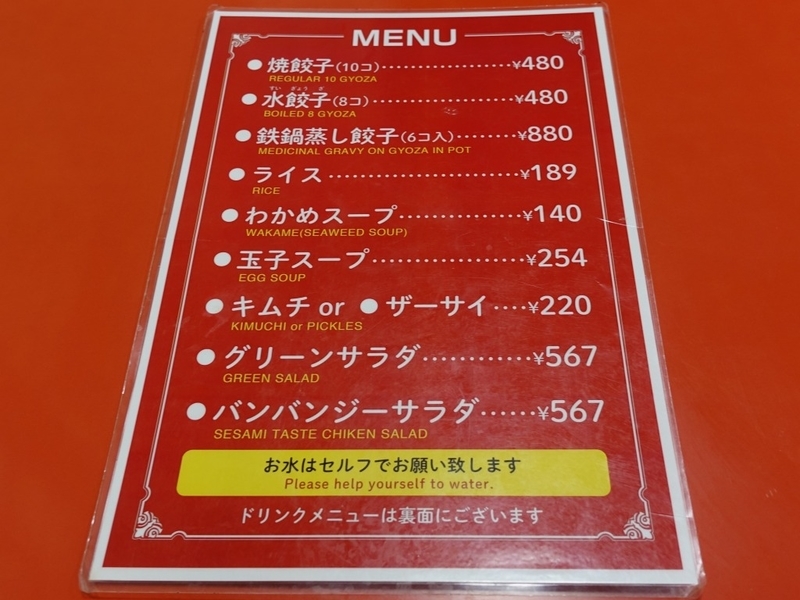 MENU
● 焼餃子(10コ)‥‥‥‥‥‥‥‥¥480
REGULAR 10 GYOZA
すい ぎょう ざ
● 水餃子(8コ)‥‥‥‥‥‥‥‥¥480
BOILED 8 GYOZA
● 鉄鍋蒸し餃子(6コ入)‥‥‥‥¥880
MEDICINAL GRAVY ON GYOZA IN POT
● ライス‥‥‥‥‥‥‥‥‥‥¥189
RICE
● わかめスープ‥‥‥‥‥‥‥¥140
WAKAME(SEAWEED SOUP)
● 玉子スープ‥‥‥‥‥‥‥‥¥254
EGG SOUP
● キムチ or ● ザーサイ‥‥¥220
KIMUCHI or PICKLES
● グリーンサラダ‥‥‥‥‥‥¥567
GREEN SALAD
● バンバンジーサラダ‥‥‥¥567
SESAMI TASTE CHIKEN SALAD
お水はセルフでお願い致します
Please help yourself to water.
ドリンクメニューは裏面にございます